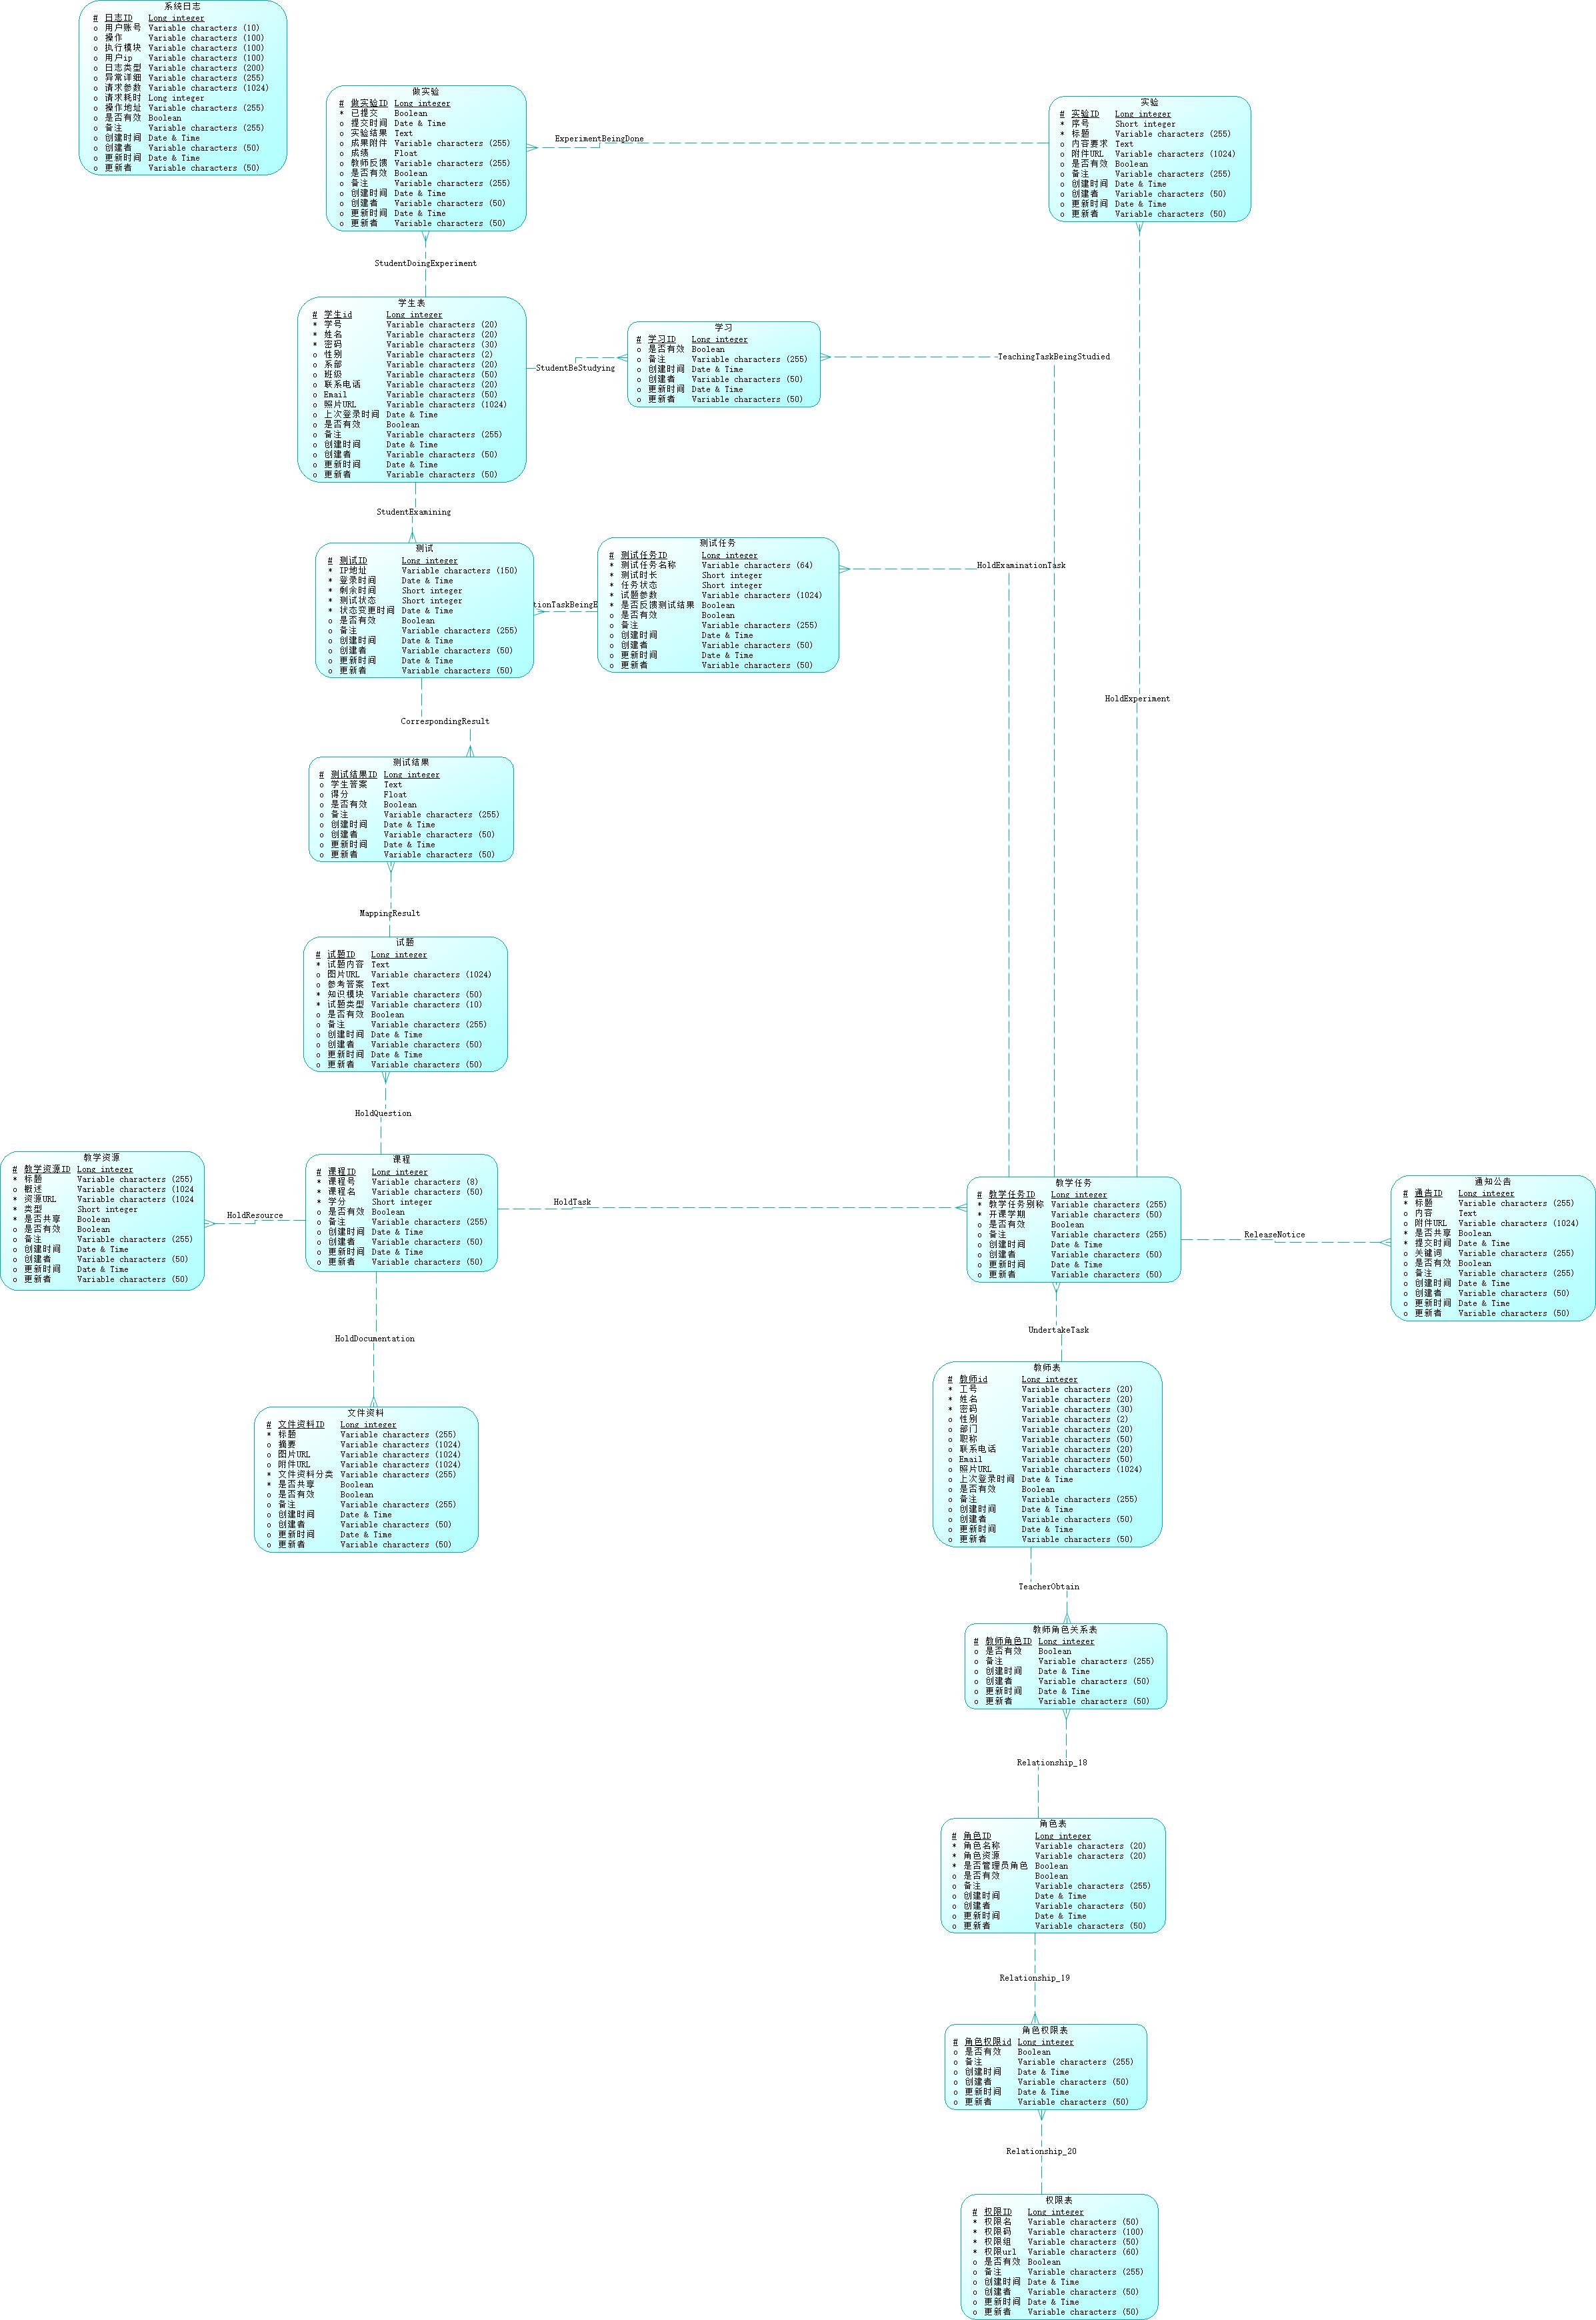 系统日志
# 日志ID Long integer
o 用户账号 Variable characters (10)
o 操作 Variable characters (100)
o 执行模块 Variable characters (100)
o 用户ip Variable characters (100)
o 日志类型 Variable characters (200)
o 异常详细 Variable characters (255)
o 请求参数 Variable characters (1024)
o 请求耗时 Long integer
o 操作地址 Variable characters (255)
o 是否有效 Boolean
o 备注 Variable characters (255)
o 创建时间 Date & Time
o 创建者 Variable characters (50)
o 更新时间 Date & Time
o 更新者 Variable characters (50)
做实验
# 做实验ID Long integer
* 已提交 Boolean
o 提交时间 Date & Time
o 实验结果 Text
o 成果附件 Variable characters (255)
o 成绩 Float
o 教师反馈 Variable characters (255)
o 是否有效 Boolean
o 备注 Variable characters (255)
o 创建时间 Date & Time
o 创建者 Variable characters (50)
o 更新时间 Date & Time
o 更新者 Variable characters (50)
ExperimentBeingDone
实验
# 实验ID Long integer
* 序号 Short integer
* 标题 Variable characters (255)
o 内容要求 Text
o 附件URL Variable characters (1024)
o 是否有效 Boolean
o 备注 Variable characters (255)
o 创建时间 Date & Time
o 创建者 Variable characters (50)
o 更新时间 Date & Time
o 更新者 Variable characters (50)
StudentDoingExperiment
学生表
# 学生id Long integer
* 学号 Variable characters (20)
* 姓名 Variable characters (20)
* 密码 Variable characters (30)
o 性别 Variable characters (2)
o 系部 Variable characters (20)
o 班级 Variable characters (50)
o 联系电话 Variable characters (20)
o Email Variable characters (50)
o 照片URL Variable characters (1024)
o 上次登录时间 Date & Time
o 是否有效 Boolean
o 备注 Variable characters (255)
o 创建时间 Date & Time
o 创建者 Variable characters (50)
o 更新时间 Date & Time
o 更新者 Variable characters (50)
StudentBeStudying
学习
# 学习ID Long integer
o 是否有效 Boolean
o 备注 Variable characters (255)
o 创建时间 Date & Time
o 创建者 Variable characters (50)
o 更新时间 Date & Time
o 更新者 Variable characters (50)
TeachingTaskBeingStudied
StudentExamining
测试
# 测试ID Long integer
* IP地址 Variable characters (150)
* 登录时间 Date & Time
* 剩余时间 Short integer
* 测试状态 Short integer
* 状态变更时间 Date & Time
o 是否有效 Boolean
o 备注 Variable characters (255)
o 创建时间 Date & Time
o 创建者 Variable characters (50)
o 更新时间 Date & Time
o 更新者 Variable characters (50)
tionTaskBeingE
测试任务
# 测试任务ID Long integer
* 测试任务名称 Variable characters (64)
* 测试时长 Short integer
* 任务状态 Short integer
* 试题参数 Variable characters (1024)
* 是否反馈测试结果 Boolean
o 是否有效 Boolean
o 备注 Variable characters (255)
o 创建时间 Date & Time
o 创建者 Variable characters (50)
o 更新时间 Date & Time
o 更新者 Variable characters (50)
HoldExaminationTask
HoldExperiment
CorrespondingResult
测试结果
# 测试结果ID Long integer
o 学生答案 Text
o 得分 Float
o 是否有效 Boolean
o 备注 Variable characters (255)
o 创建时间 Date & Time
o 创建者 Variable characters (50)
o 更新时间 Date & Time
o 更新者 Variable characters (50)
MappingResult
试题
# 试题ID Long integer
* 试题内容 Text
o 图片URL Variable characters (1024)
o 参考答案 Text
* 知识模块 Variable characters (50)
* 试题类型 Variable characters (10)
o 是否有效 Boolean
o 备注 Variable characters (255)
o 创建时间 Date & Time
o 创建者 Variable characters (50)
o 更新时间 Date & Time
o 更新者 Variable characters (50)
HoldQuestion
教学资源
# 教学资源ID Long integer
* 标题 Variable characters (255)
o 概述 Variable characters (1024
* 资源URL Variable characters (1024
* 类型 Short integer
* 是否共享 Boolean
o 是否有效 Boolean
o 备注 Variable characters (255)
o 创建时间 Date & Time
o 创建者 Variable characters (50)
o 更新时间 Date & Time
o 更新者 Variable characters (50)
HoldResource
课程
# 课程ID Long integer
* 课程号 Variable characters (8)
* 课程名 Variable characters (50)
* 学分 Short integer
o 是否有效 Boolean
o 备注 Variable characters (255)
o 创建时间 Date & Time
o 创建者 Variable characters (50)
o 更新时间 Date & Time
o 更新者 Variable characters (50)
HoldTask
教学任务
# 教学任务ID Long integer
* 教学任务别称 Variable characters (255)
* 开课学期 Variable characters (50)
o 是否有效 Boolean
o 备注 Variable characters (255)
o 创建时间 Date & Time
o 创建者 Variable characters (50)
o 更新时间 Date & Time
o 更新者 Variable characters (50)
ReleaseNotice
通知公告
# 通告ID Long integer
* 标题 Variable characters (255)
o 内容 Text
o 附件URL Variable characters (1024)
* 是否共享 Boolean
* 提交时间 Date & Time
o 关键词 Variable characters (255)
o 是否有效 Boolean
o 备注 Variable characters (255)
o 创建时间 Date & Time
o 创建者 Variable characters (50)
o 更新时间 Date & Time
o 更新者 Variable characters (50)
HoldDocumentation
文件资料
# 文件资料ID Long integer
* 标题 Variable characters (255)
o 摘要 Variable characters (1024)
o 图片URL Variable characters (1024)
o 附件URL Variable characters (1024)
* 文件资料分类 Variable characters (255)
* 是否共享 Boolean
o 是否有效 Boolean
o 备注 Variable characters (255)
o 创建时间 Date & Time
o 创建者 Variable characters (50)
o 更新时间 Date & Time
o 更新者 Variable characters (50)
UndertakeTask
教师表
# 教师id Long integer
* 工号 Variable characters (20)
* 姓名 Variable characters (20)
* 密码 Variable characters (30)
o 性别 Variable characters (2)
o 部门 Variable characters (20)
o 职称 Variable characters (50)
o 联系电话 Variable characters (20)
o Email Variable characters (50)
o 照片URL Variable characters (1024)
o 上次登录时间 Date & Time
o 是否有效 Boolean
o 备注 Variable characters (255)
o 创建时间 Date & Time
o 创建者 Variable characters (50)
o 更新时间 Date & Time
o 更新者 Variable characters (50)
TeacherObtain
教师角色关系表
# 教师角色ID Long integer
o 是否有效 Boolean
o 备注 Variable characters (255)
o 创建时间 Date & Time
o 创建者 Variable characters (50)
o 更新时间 Date & Time
o 更新者 Variable characters (50)
Relationship_18
角色表
# 角色ID Long integer
* 角色名称 Variable characters (20)
* 角色资源 Variable characters (20)
* 是否管理员角色 Boolean
o 是否有效 Boolean
o 备注 Variable characters (255)
o 创建时间 Date & Time
o 创建者 Variable characters (50)
o 更新时间 Date & Time
o 更新者 Variable characters (50)
Relationship_19
角色权限表
# 角色权限id Long integer
o 是否有效 Boolean
o 备注 Variable characters (255)
o 创建时间 Date & Time
o 创建者 Variable characters (50)
o 更新时间 Date & Time
o 更新者 Variable characters (50)
Relationship_20
权限表
# 权限ID Long integer
* 权限名 Variable characters (50)
* 权限码 Variable characters (100)
* 权限组 Variable characters (50)
* 权限url Variable characters (60)
o 是否有效 Boolean
o 备注 Variable characters (255)
o 创建时间 Date & Time
o 创建者 Variable characters (50)
o 更新时间 Date & Time
o 更新者 Variable characters (50)